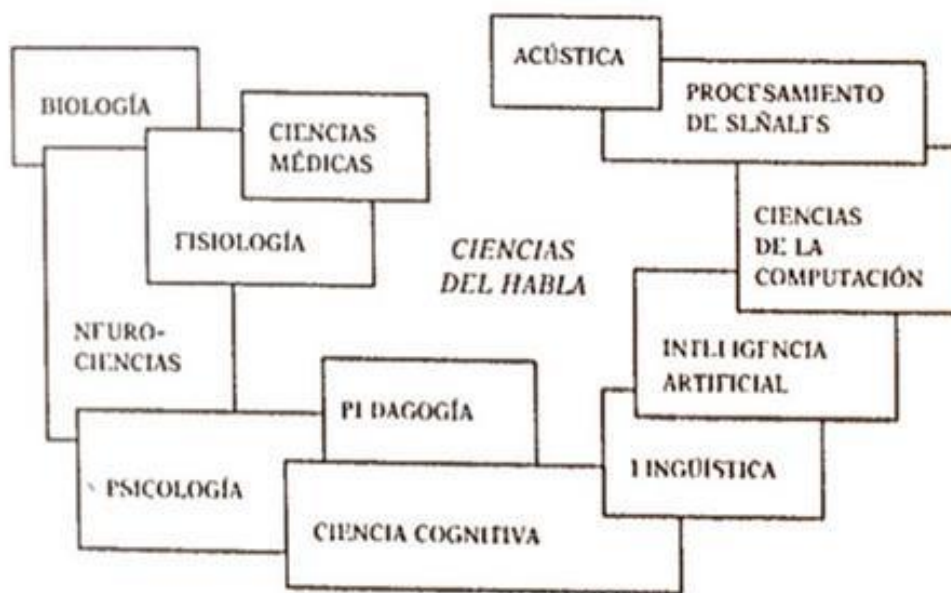 ACÚSTICA
BIOLOGÍA
PROCESAMIENTO
DE SEÑALES
CIENCIAS
MÉDICAS
FISIOLOGÍA
CIENCIAS
DEL HABLA
CIENCIAS
DE LA
COMPUTACIÓN
NEURO-
CIENCIAS
INTELIGENCIA
ARTIFICIAL
PEDAGOGÍA
PSICOLOGÍA
LINGÜÍSTICA
CIENCIA COGNITIVA